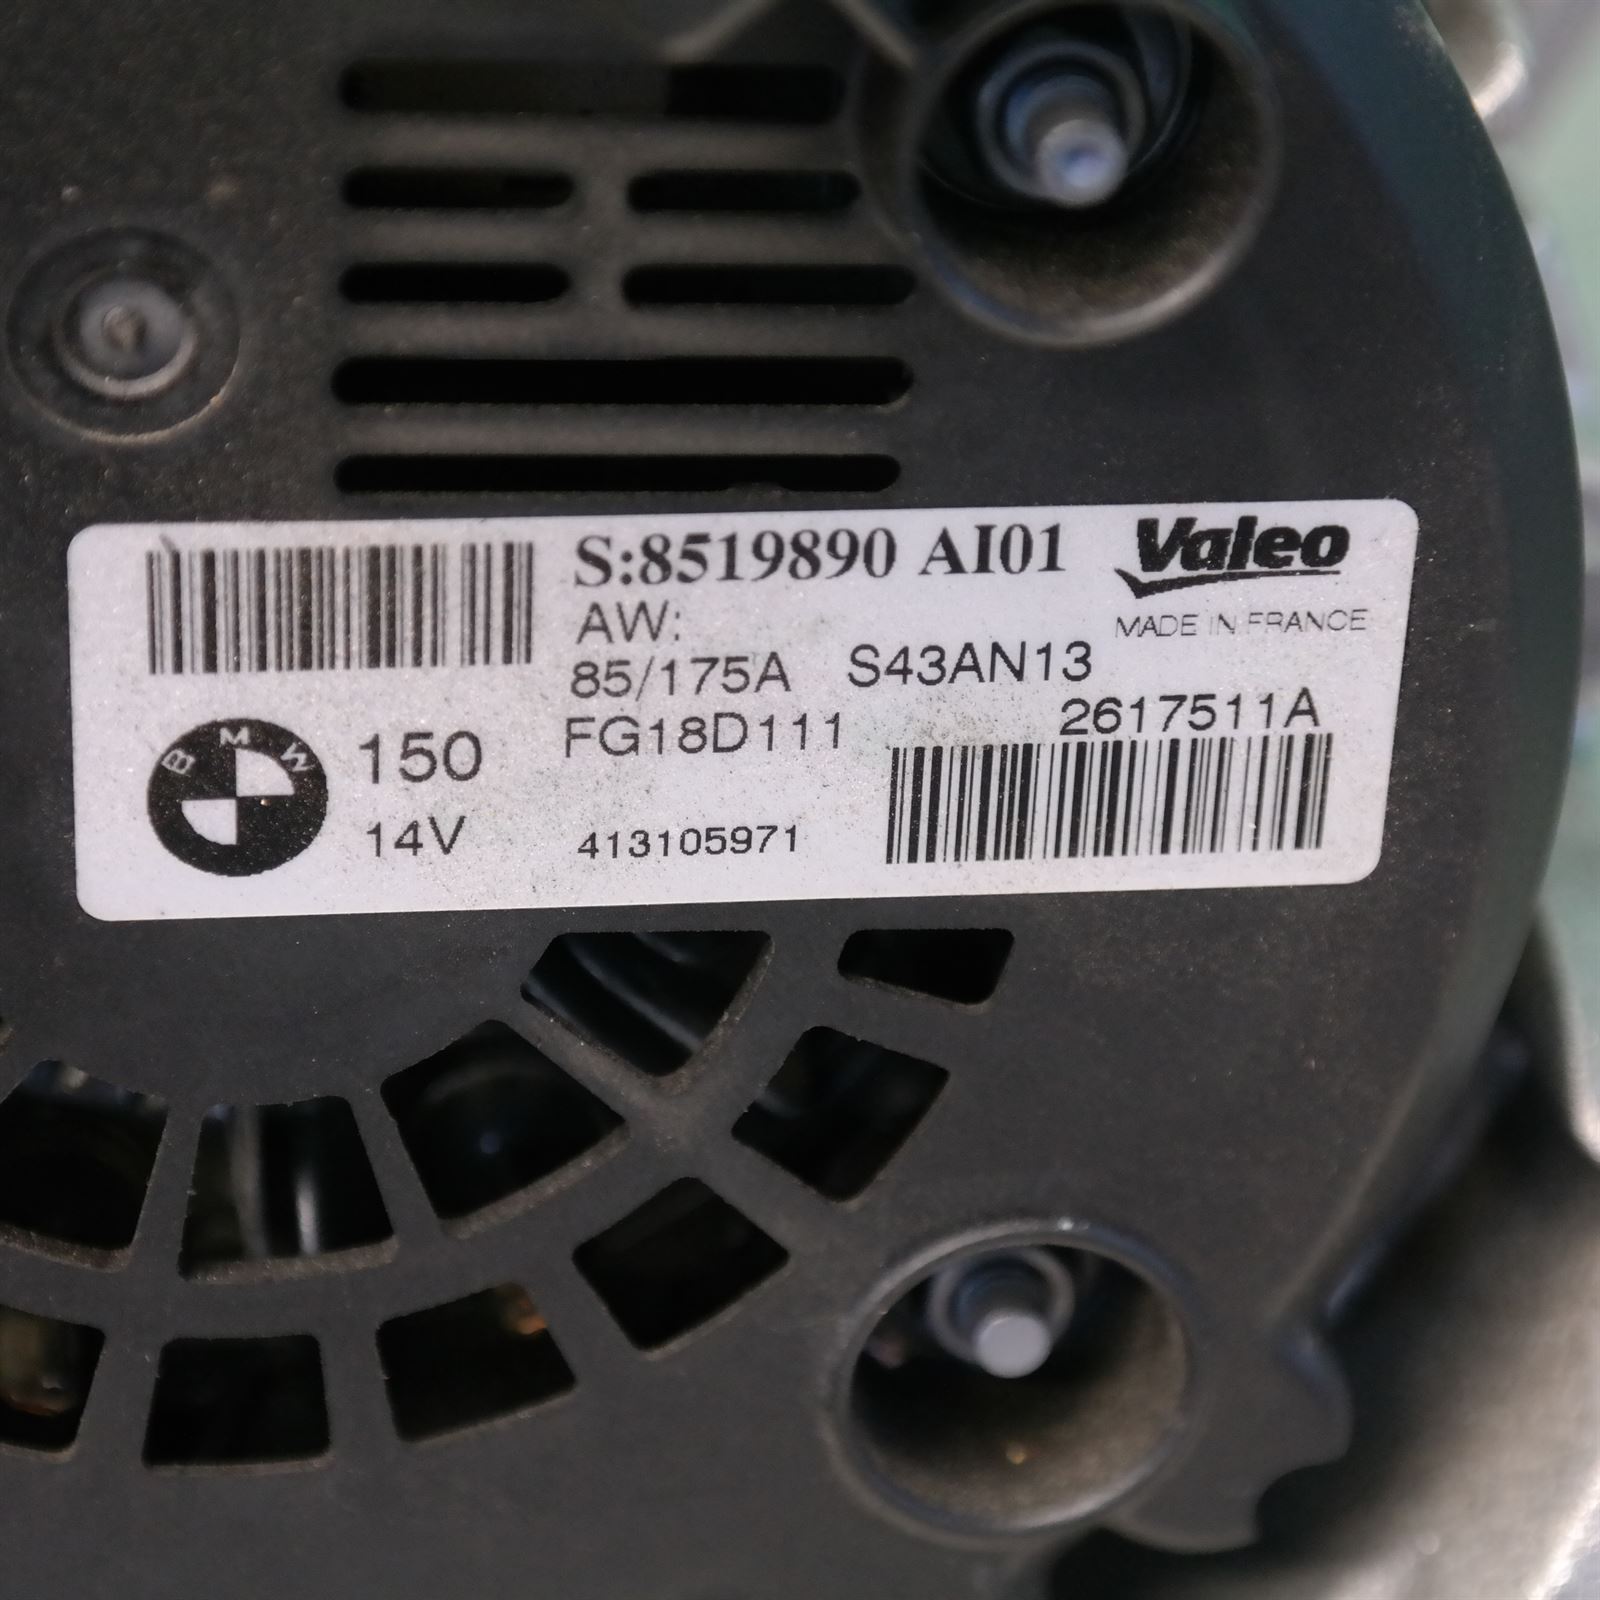 S:8519890 AI01
Valeo
MADE IN FRANCE
AW:
85/175A S43AN13
FG18D111 2617511A
BMW
150
14V
413105971